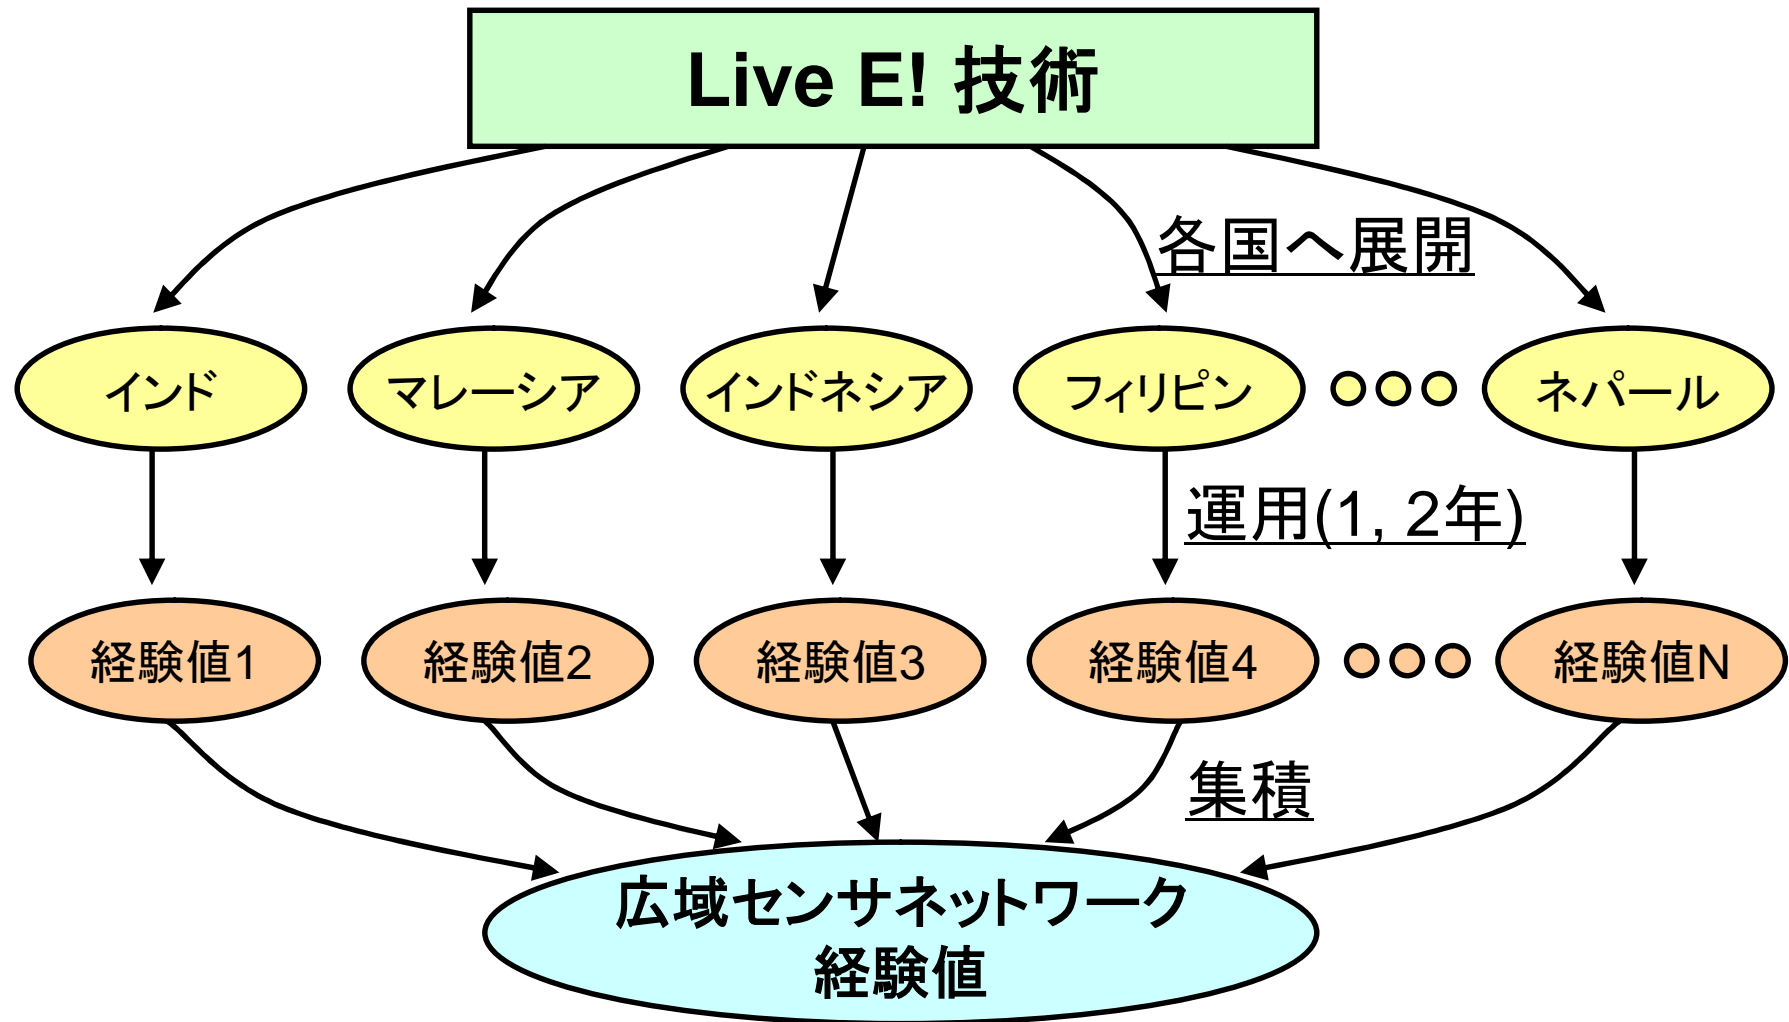 Live E! 技術
各国へ展開
インド
マレーシア
インドネシア
フィリピン
ネパール
運用(1, 2年)
経験値1
経験値2
経験値3
経験値4
経験値N
集積
広域センサネットワーク
経験値